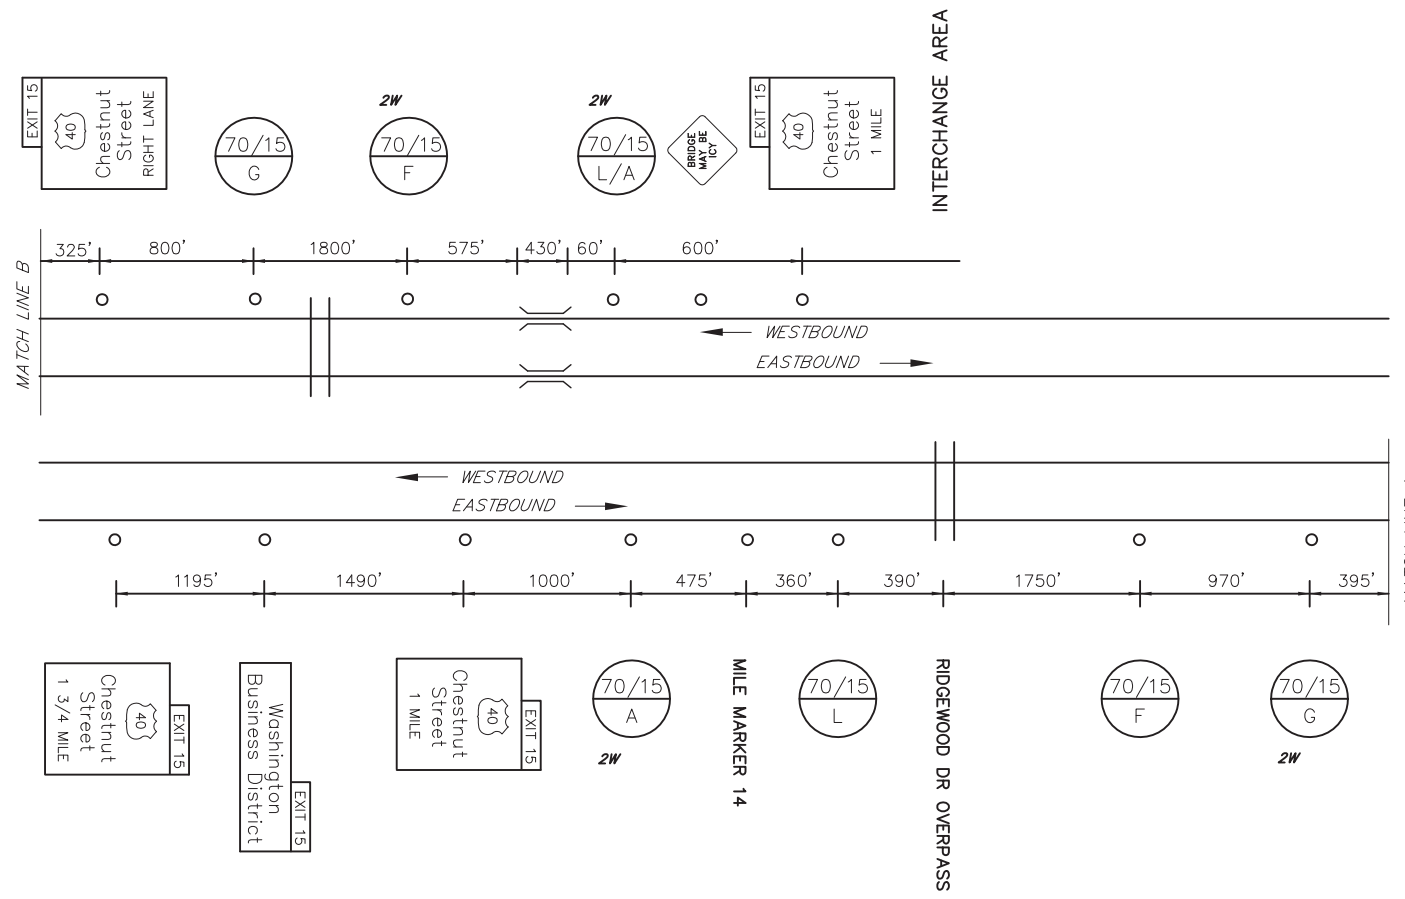 EXIT 15
40
Chestnut
Street
RIGHT LANE
70/15
G
2W
70/15
F
2W
70/15
L/A
BRIDGE
MAY BE
ICY
EXIT 15
40
Chestnut
Street
1 MILE
INTERCHANGE AREA
MATCH LINE B
325' 800' 1800' 575' 430' 60' 600'
WESTBOUND
EASTBOUND
WESTBOUND
EASTBOUND
1195' 1490' 1000' 475' 360' 390' 1750' 970' 395'
EXIT 15
40
Chestnut
Street
1 3/4 MILE
EXIT 15
Washington
Business District
EXIT 15
40
Chestnut
Street
1 MILE
70/15
A
2W
MILE MARKER 14
70/15
L
RIDGEWOOD DR OVERPASS
70/15
F
70/15
G
2W